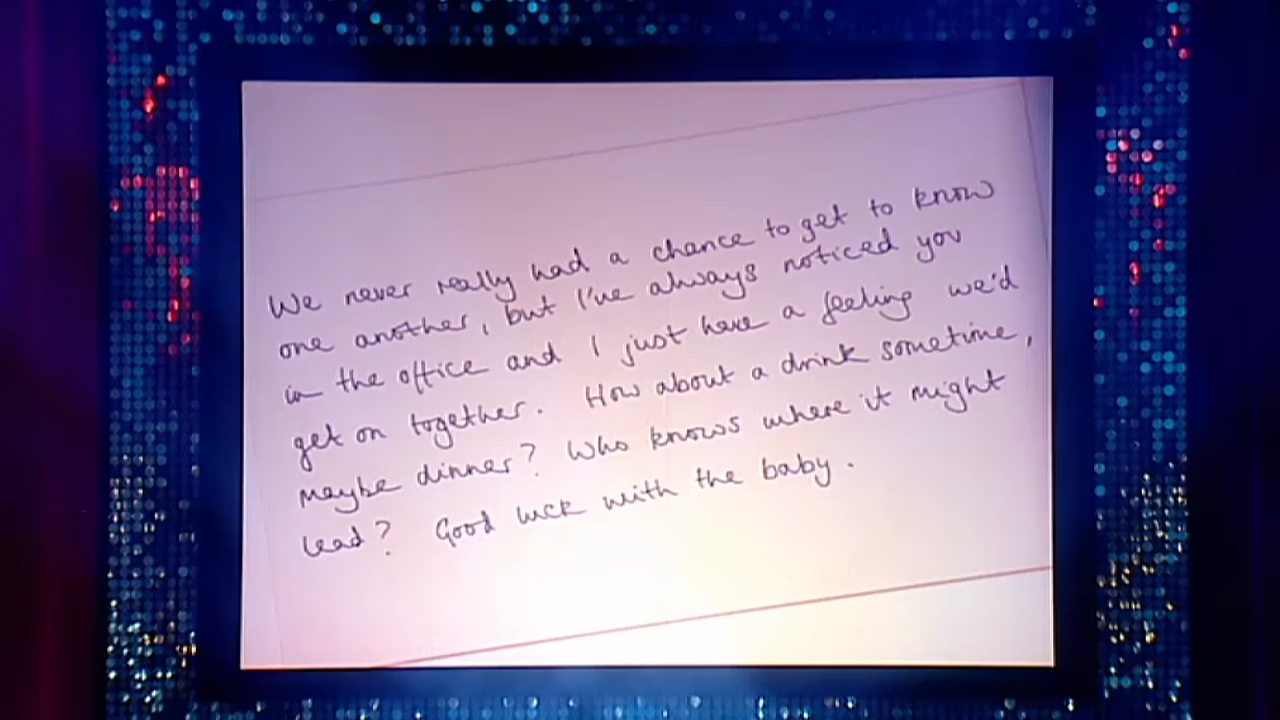 We never really had a chance to get to know
one another, but I've always noticed you
in the office and I just have a feeling we'd
get on together. How about a drink sometime,
maybe dinner? Who knows where it might
lead? Good luck with the baby.